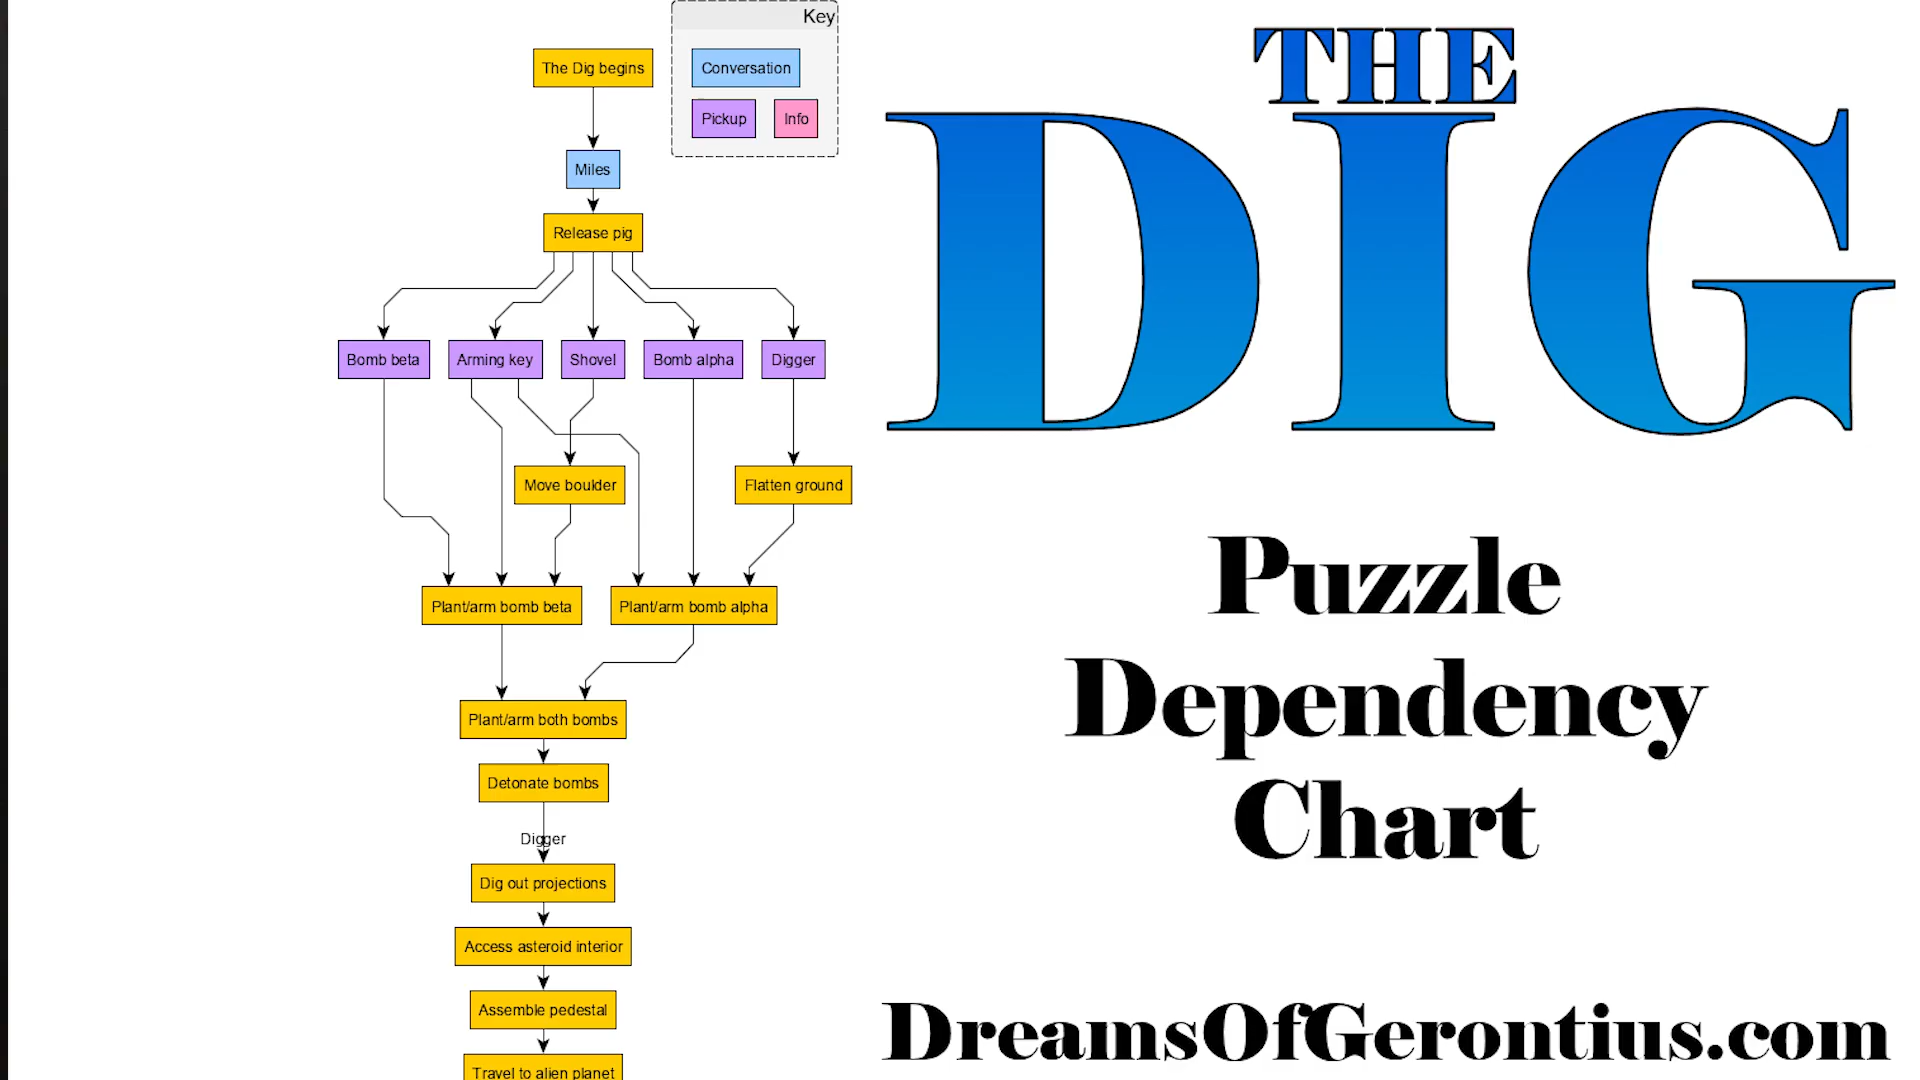 Key
The Dig begins
Conversation
Pickup
Info
Miles
Release pig
Bomb beta
Arming key
Shovel
Bomb alpha
Digger
Move boulder
Flatten ground
Plant/arm bomb beta
Plant/arm bomb alpha
Plant/arm both bombs
Detonate bombs
Digger
Dig out projections
Access asteroid interior
Assemble pedestal
Travel to alien planet
THE
DIG
Puzzle
Dependency
Chart
DreamsOfGerontius.com